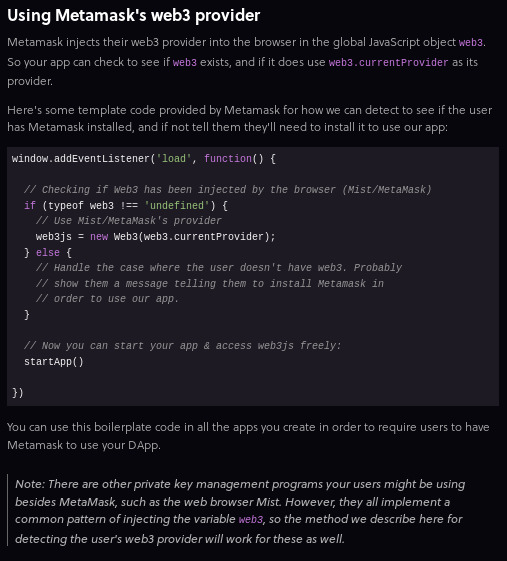 Using Metamask's web3 provider
Metamask injects their web3 provider into the browser in the global JavaScript object web3.
So your app can check to see if web3 exists, and if it does use web3.currentProvider as its
provider.
Here's some template code provided by Metamask for how we can detect to see if the user
has Metamask installed, and if not tell them they'll need to install it to use our app:
window.addEventListener('load', function() {
  // Checking if Web3 has been injected by the browser (Mist/MetaMask)
  if (typeof web3 !== 'undefined') {
    // Use Mist/MetaMask's provider
    web3js = new Web3(web3.currentProvider);
  } else {
    // Handle the case where the user doesn't have web3. Probably
    // show them a message telling them to install Metamask in
    // order to use our app.
  }
  // Now you can start your app & access web3js freely:
  startApp()
})
You can use this boilerplate code in all the apps you create in order to require users to have
Metamask to use your DApp.
Note: There are other private key management programs your users might be using
besides MetaMask, such as the web browser Mist. However, they all implement a
common pattern of injecting the variable web3, so the method we describe here for
detecting the user's web3 provider will work for these as well.